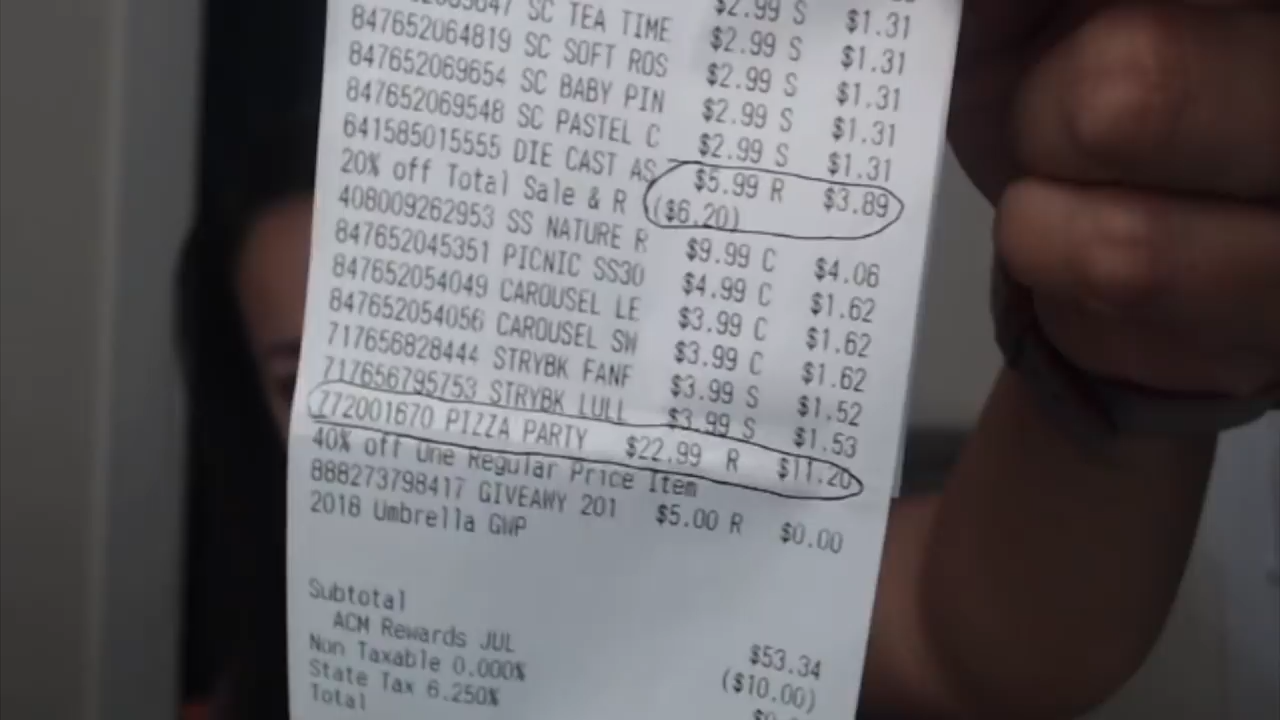 $2.99 S $1.31
SC TEA TIME $2.99 S $1.31
847652064819 SC SOFT ROS $2.99 S $1.31
847652069654 SC BABY PIN $2.99 S $1.31
847652069548 SC PASTEL C $2.99 S $1.31
641585015555 DIE CAST AS $5.99 R $3.89
20% off Total Sale & R ($6.20)
408009262953 SS NATURE R $9.99 C $4.06
847652045351 PICNIC SS30 $4.99 C $1.62
847652054049 CAROUSEL LE $3.99 C $1.62
847652054056 CAROUSEL SW $3.99 C $1.62
717656828444 STRYBK FANF $3.99 S $1.52
717656795753 STRYBK LULL $3.99 S $1.53
772001670 PIZZA PARTY $22.99 R $11.20
40% off One Regular Price Item
888273798417 GIVEAWY 201 $5.00 R $0.00
2018 Umbrella GWP
Subtotal $53.34
ACM Rewards JUL ($10.00)
Non Taxable 0.000%
State Tax 6.250%
Total